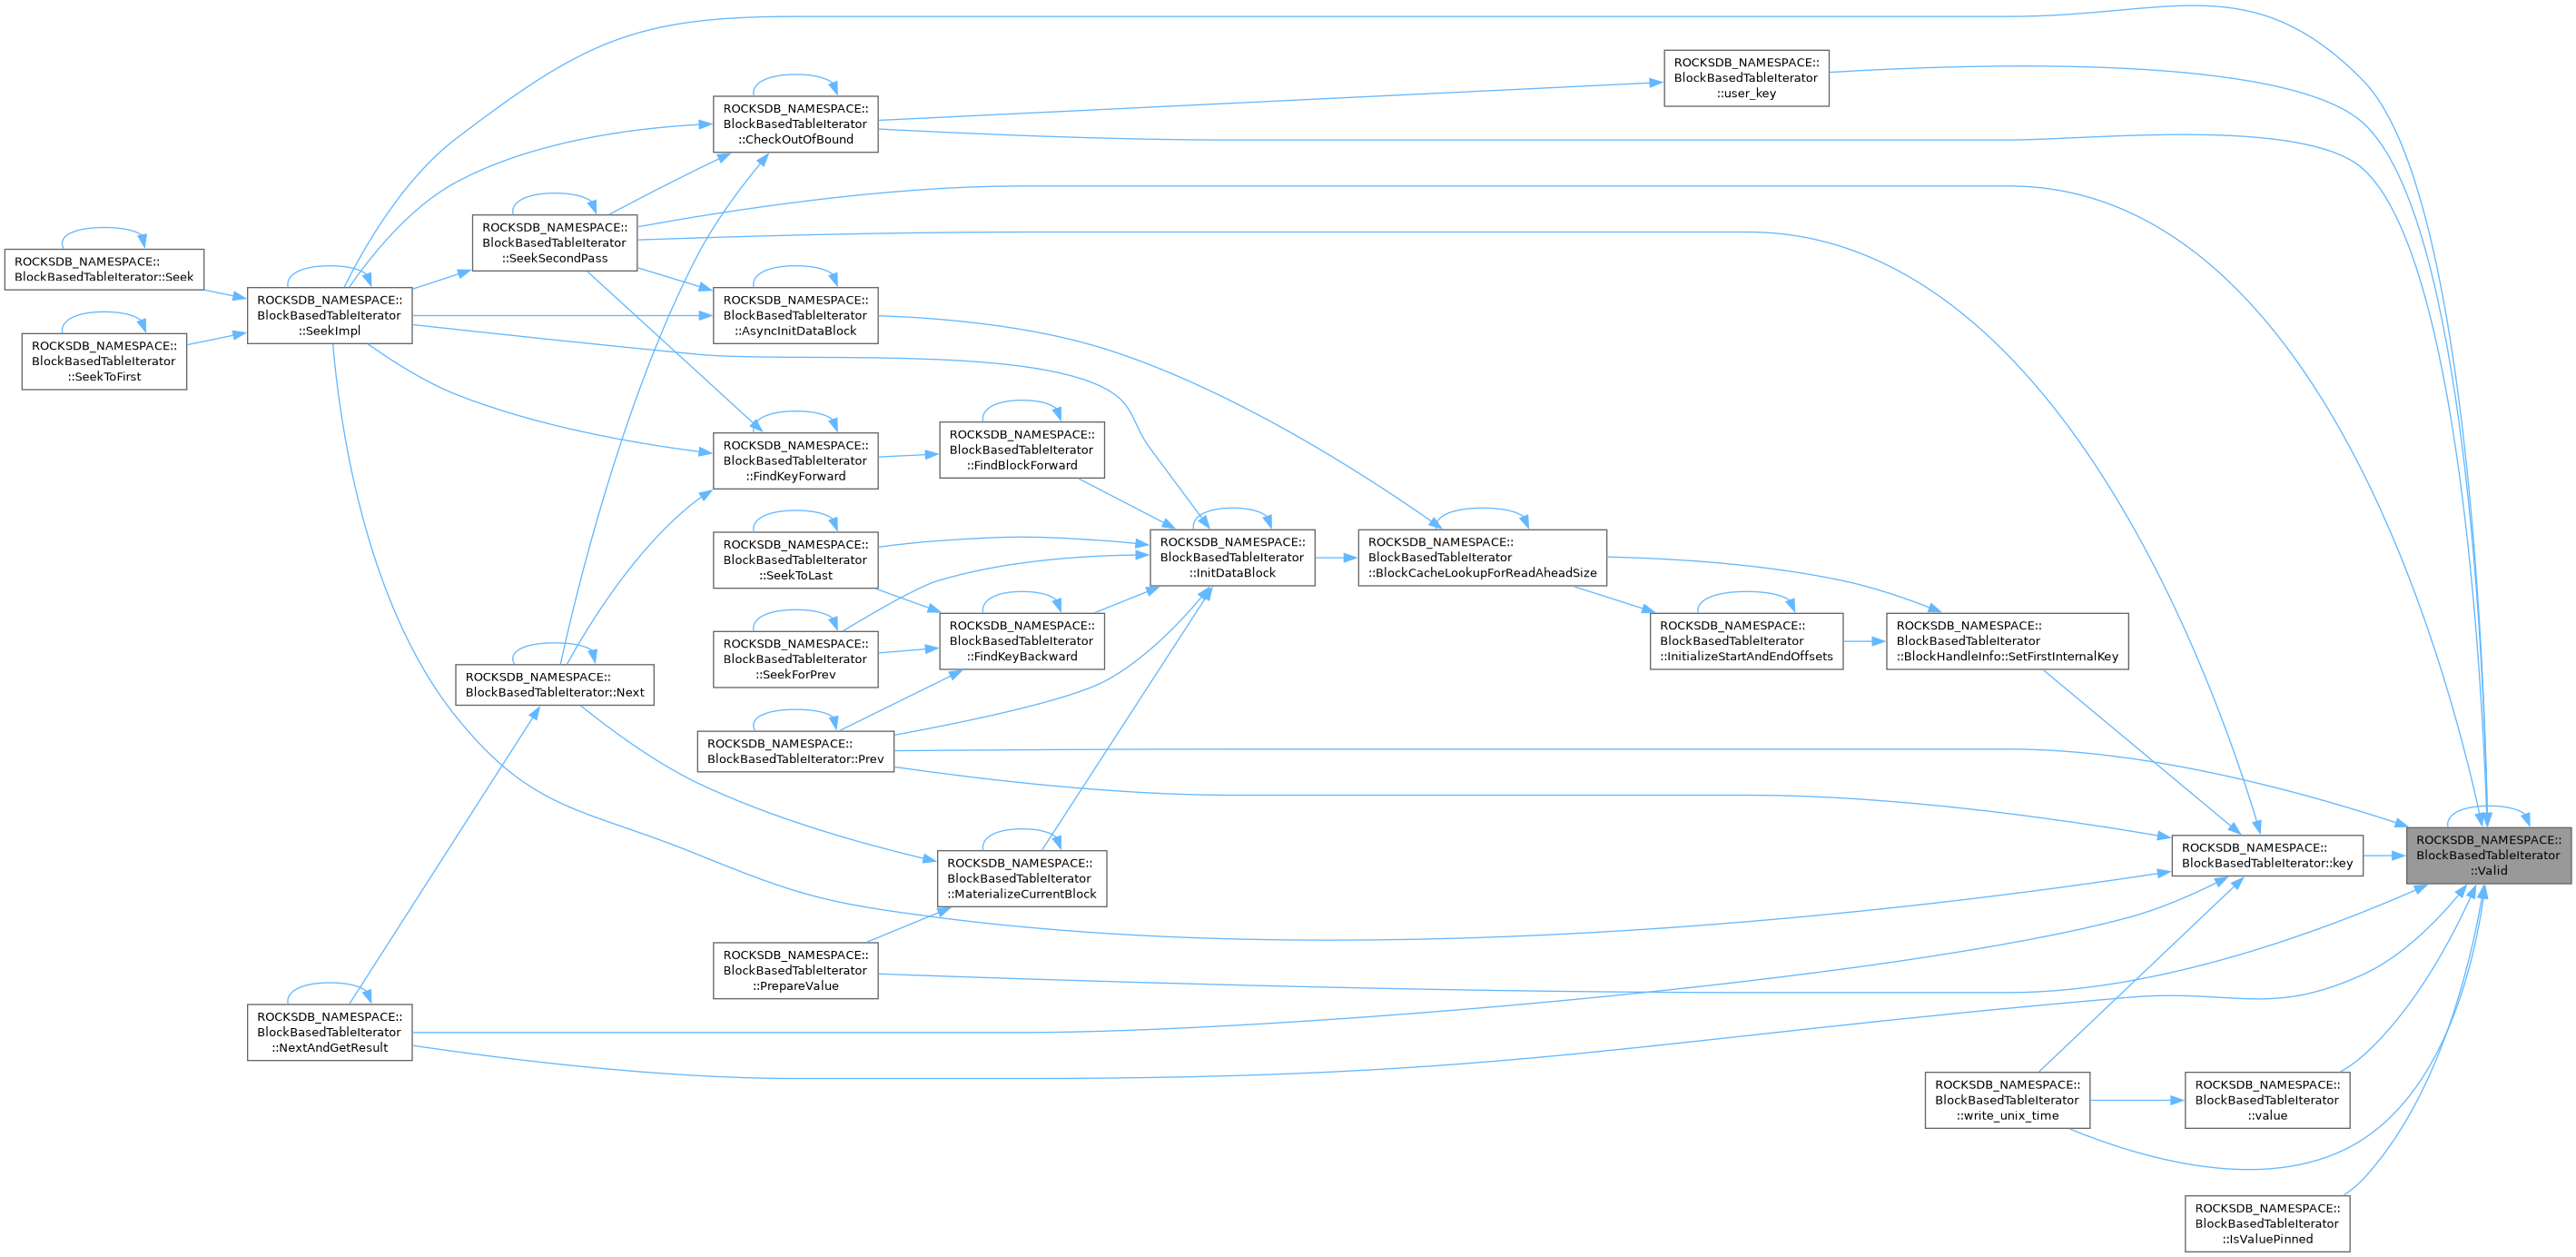 ROCKSDB_NAMESPACE::
BlockBasedTableIterator
::user_key
ROCKSDB_NAMESPACE::
BlockBasedTableIterator
::CheckOutOfBound
ROCKSDB_NAMESPACE::
BlockBasedTableIterator
::SeekSecondPass
ROCKSDB_NAMESPACE::
BlockBasedTableIterator::Seek
ROCKSDB_NAMESPACE::
BlockBasedTableIterator
::SeekImpl
ROCKSDB_NAMESPACE::
BlockBasedTableIterator
::AsyncInitDataBlock
ROCKSDB_NAMESPACE::
BlockBasedTableIterator
::SeekToFirst
ROCKSDB_NAMESPACE::
BlockBasedTableIterator
::FindBlockForward
ROCKSDB_NAMESPACE::
BlockBasedTableIterator
::FindKeyForward
ROCKSDB_NAMESPACE::
BlockBasedTableIterator
::SeekToLast
ROCKSDB_NAMESPACE::
BlockBasedTableIterator
::InitDataBlock
ROCKSDB_NAMESPACE::
BlockBasedTableIterator
::BlockCacheLookupForReadAheadSize
ROCKSDB_NAMESPACE::
BlockBasedTableIterator
::SeekForPrev
ROCKSDB_NAMESPACE::
BlockBasedTableIterator
::FindKeyBackward
ROCKSDB_NAMESPACE::
BlockBasedTableIterator
::InitializeStartAndEndOffsets
ROCKSDB_NAMESPACE::
BlockBasedTableIterator
::BlockHandleInfo::SetFirstInternalKey
ROCKSDB_NAMESPACE::
BlockBasedTableIterator::Next
ROCKSDB_NAMESPACE::
BlockBasedTableIterator::Prev
ROCKSDB_NAMESPACE::
BlockBasedTableIterator
::MaterializeCurrentBlock
ROCKSDB_NAMESPACE::
BlockBasedTableIterator::key
ROCKSDB_NAMESPACE::
BlockBasedTableIterator
::Valid
ROCKSDB_NAMESPACE::
BlockBasedTableIterator
::PrepareValue
ROCKSDB_NAMESPACE::
BlockBasedTableIterator
::NextAndGetResult
ROCKSDB_NAMESPACE::
BlockBasedTableIterator
::write_unix_time
ROCKSDB_NAMESPACE::
BlockBasedTableIterator
::value
ROCKSDB_NAMESPACE::
BlockBasedTableIterator
::IsValuePinned